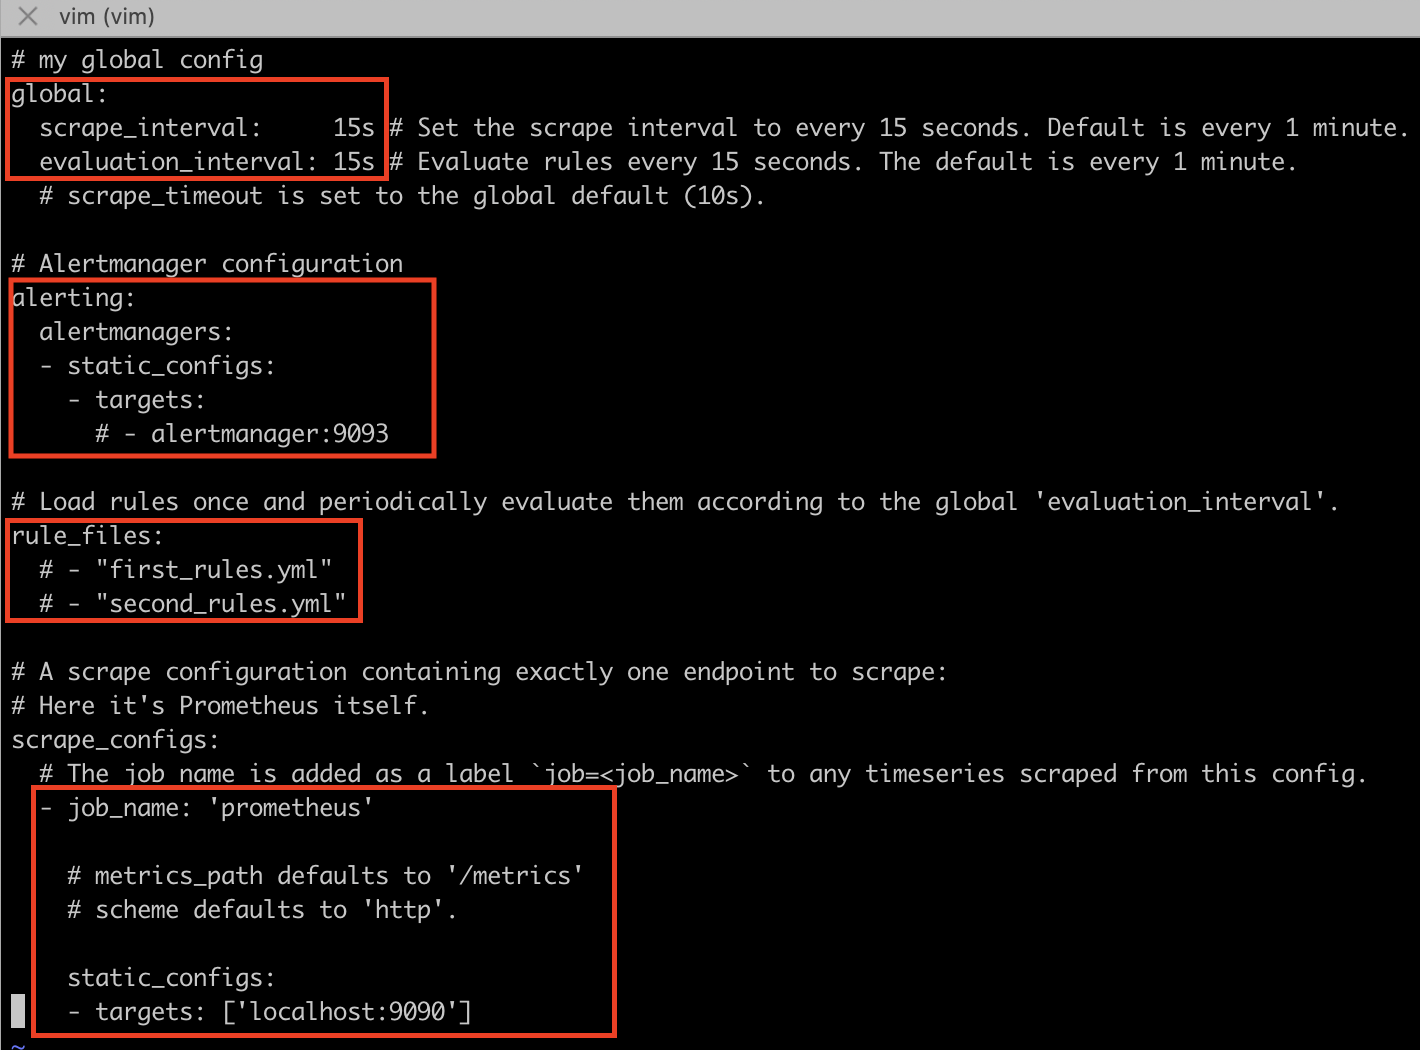 vim (vim)
# my global config
global:
  scrape_interval:     15s # Set the scrape interval to every 15 seconds. Default is every 1 minute.
  evaluation_interval: 15s # Evaluate rules every 15 seconds. The default is every 1 minute.
  # scrape_timeout is set to the global default (10s).

# Alertmanager configuration
alerting:
  alertmanagers:
  - static_configs:
    - targets:
      # - alertmanager:9093

# Load rules once and periodically evaluate them according to the global 'evaluation_interval'.
rule_files:
  # - "first_rules.yml"
  # - "second_rules.yml"

# A scrape configuration containing exactly one endpoint to scrape:
# Here it's Prometheus itself.
scrape_configs:
  # The job name is added as a label `job=<job_name>` to any timeseries scraped from this config.
  - job_name: 'prometheus'

    # metrics_path defaults to '/metrics'
    # scheme defaults to 'http'.

    static_configs:
    - targets: ['localhost:9090']
~